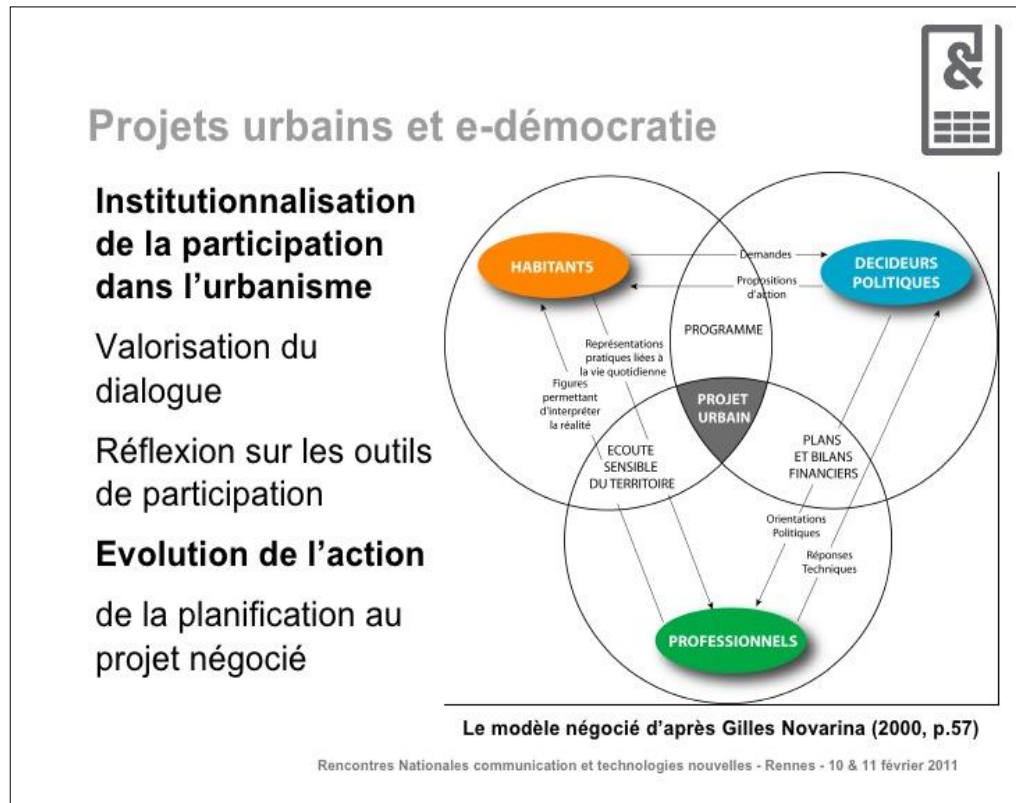 &
Projets urbains et e-démocratie
Institutionnalisation
de la participation
dans l'urbanisme
Valorisation du
dialogue
Réflexion sur les outils
de participation
Evolution de l'action
de la planification au
projet négocié
HABITANTS
Demandes
DECIDEURS
POLITIQUES
Propositions
d'action
PROGRAMME
Représentations
pratiques liées à
la vie quotidienne
Figures
permettant
d'interpréter
la réalité
PROJET
URBAIN
ECOUTE
SENSIBLE
DU TERRITOIRE
PLANS
ET BILANS
FINANCIERS
Orientations
Politiques
Réponses
Techniques
PROFESSIONNELS
Le modèle négocié d'après Gilles Novarina (2000, p.57)
Rencontres Nationales communication et technologies nouvelles - Rennes - 10 & 11 février 2011